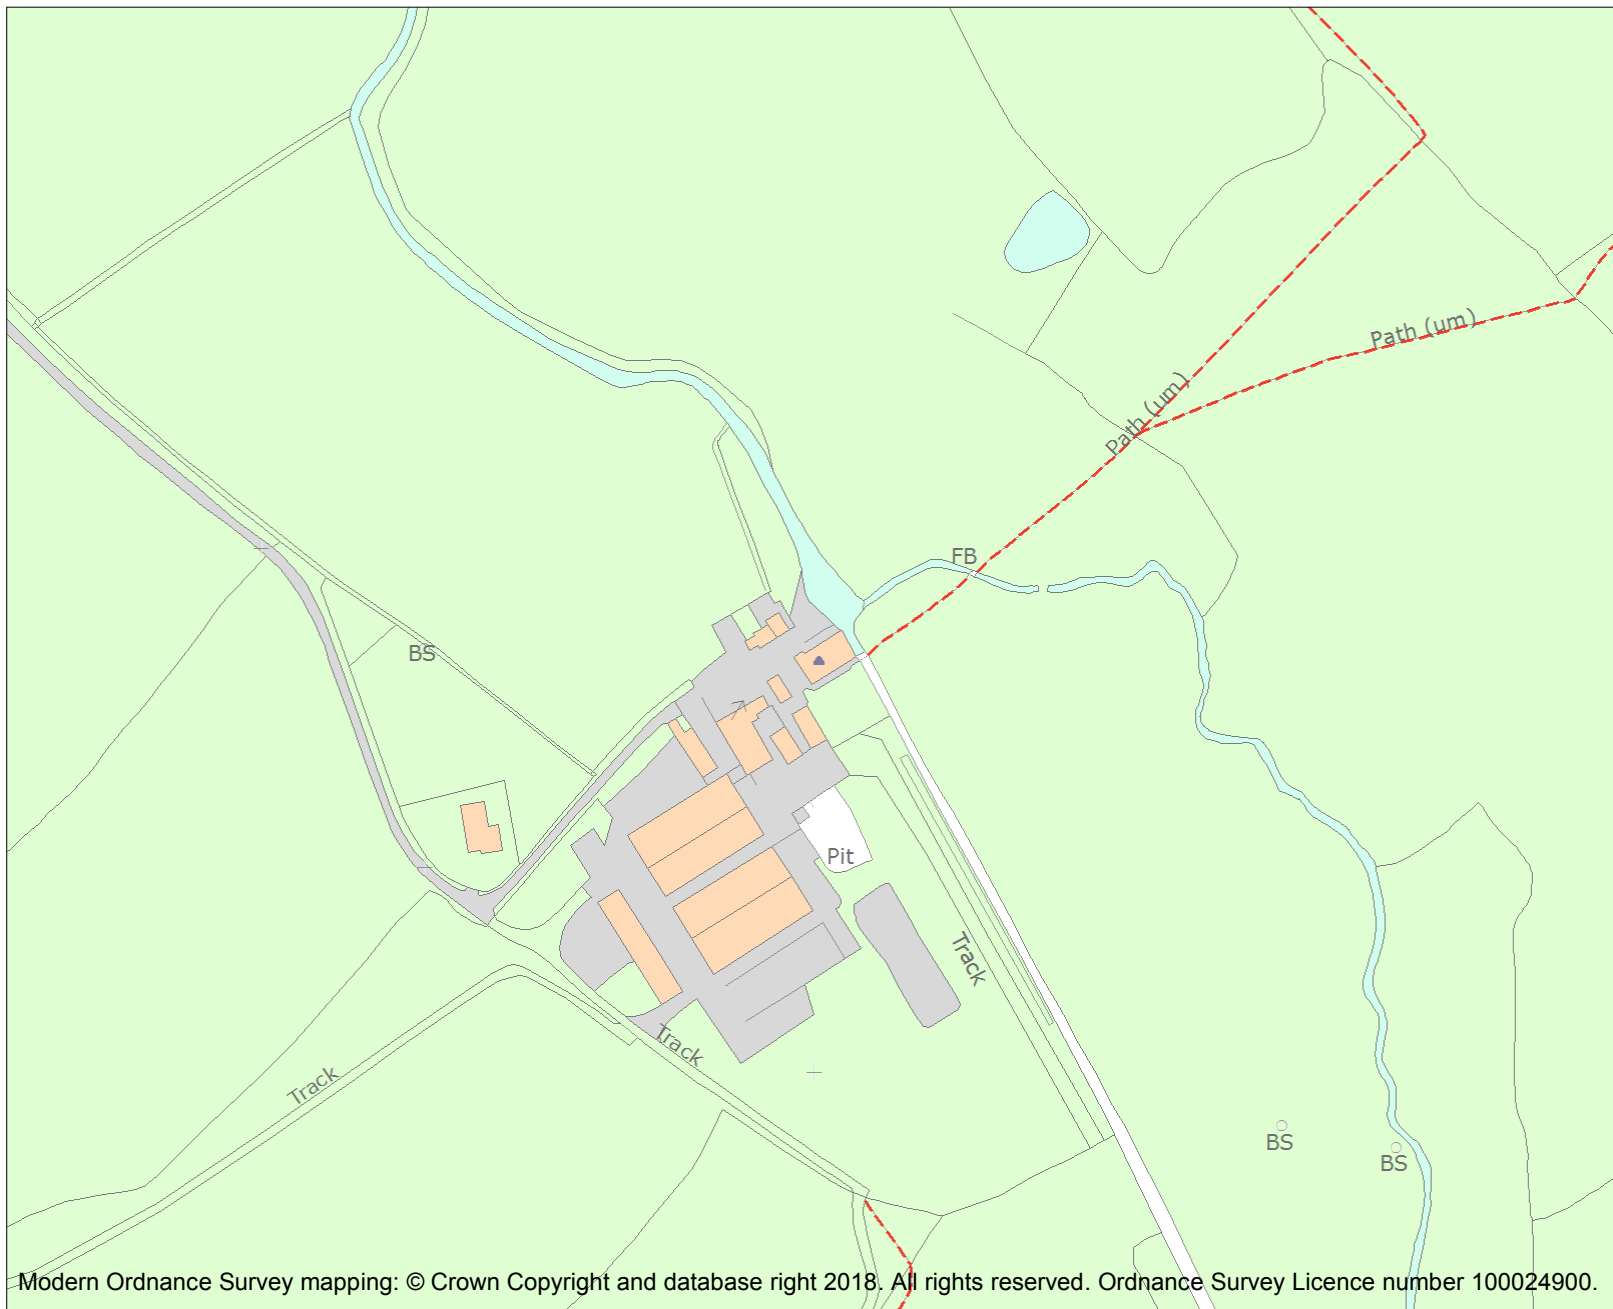 Path (um)
Path (um)
FB
BS
Pit
Track
Track
Track
BS
BS
Modern Ordnance Survey mapping: © Crown Copyright and database right 2018. All rights reserved. Ordnance Survey Licence number 100024900.